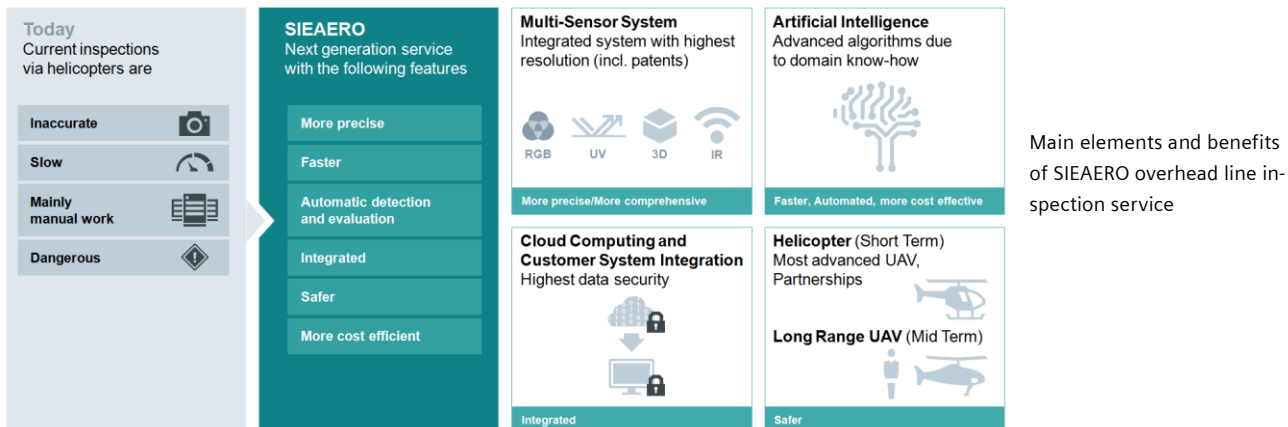 Today
Current inspections
via helicopters are
Inaccurate
Slow
Mainly
manual work
Dangerous
SIEAERO
Next generation service
with the following features
More precise
Faster
Automatic detection
and evaluation
Integrated
Safer
More cost efficient
Multi-Sensor System
Integrated system with highest
resolution (incl. patents)
RGB UV 3D IR
More precise/More comprehensive
Artificial Intelligence
Advanced algorithms due
to domain know-how
Faster, Automated, more cost effective
Cloud Computing and
Customer System Integration
Highest data security
Integrated
Helicopter (Short Term)
Most advanced UAV,
Partnerships
Long Range UAV (Mid Term)
Safer
Main elements and benefits
of SIEAERO overhead line in-
spection service